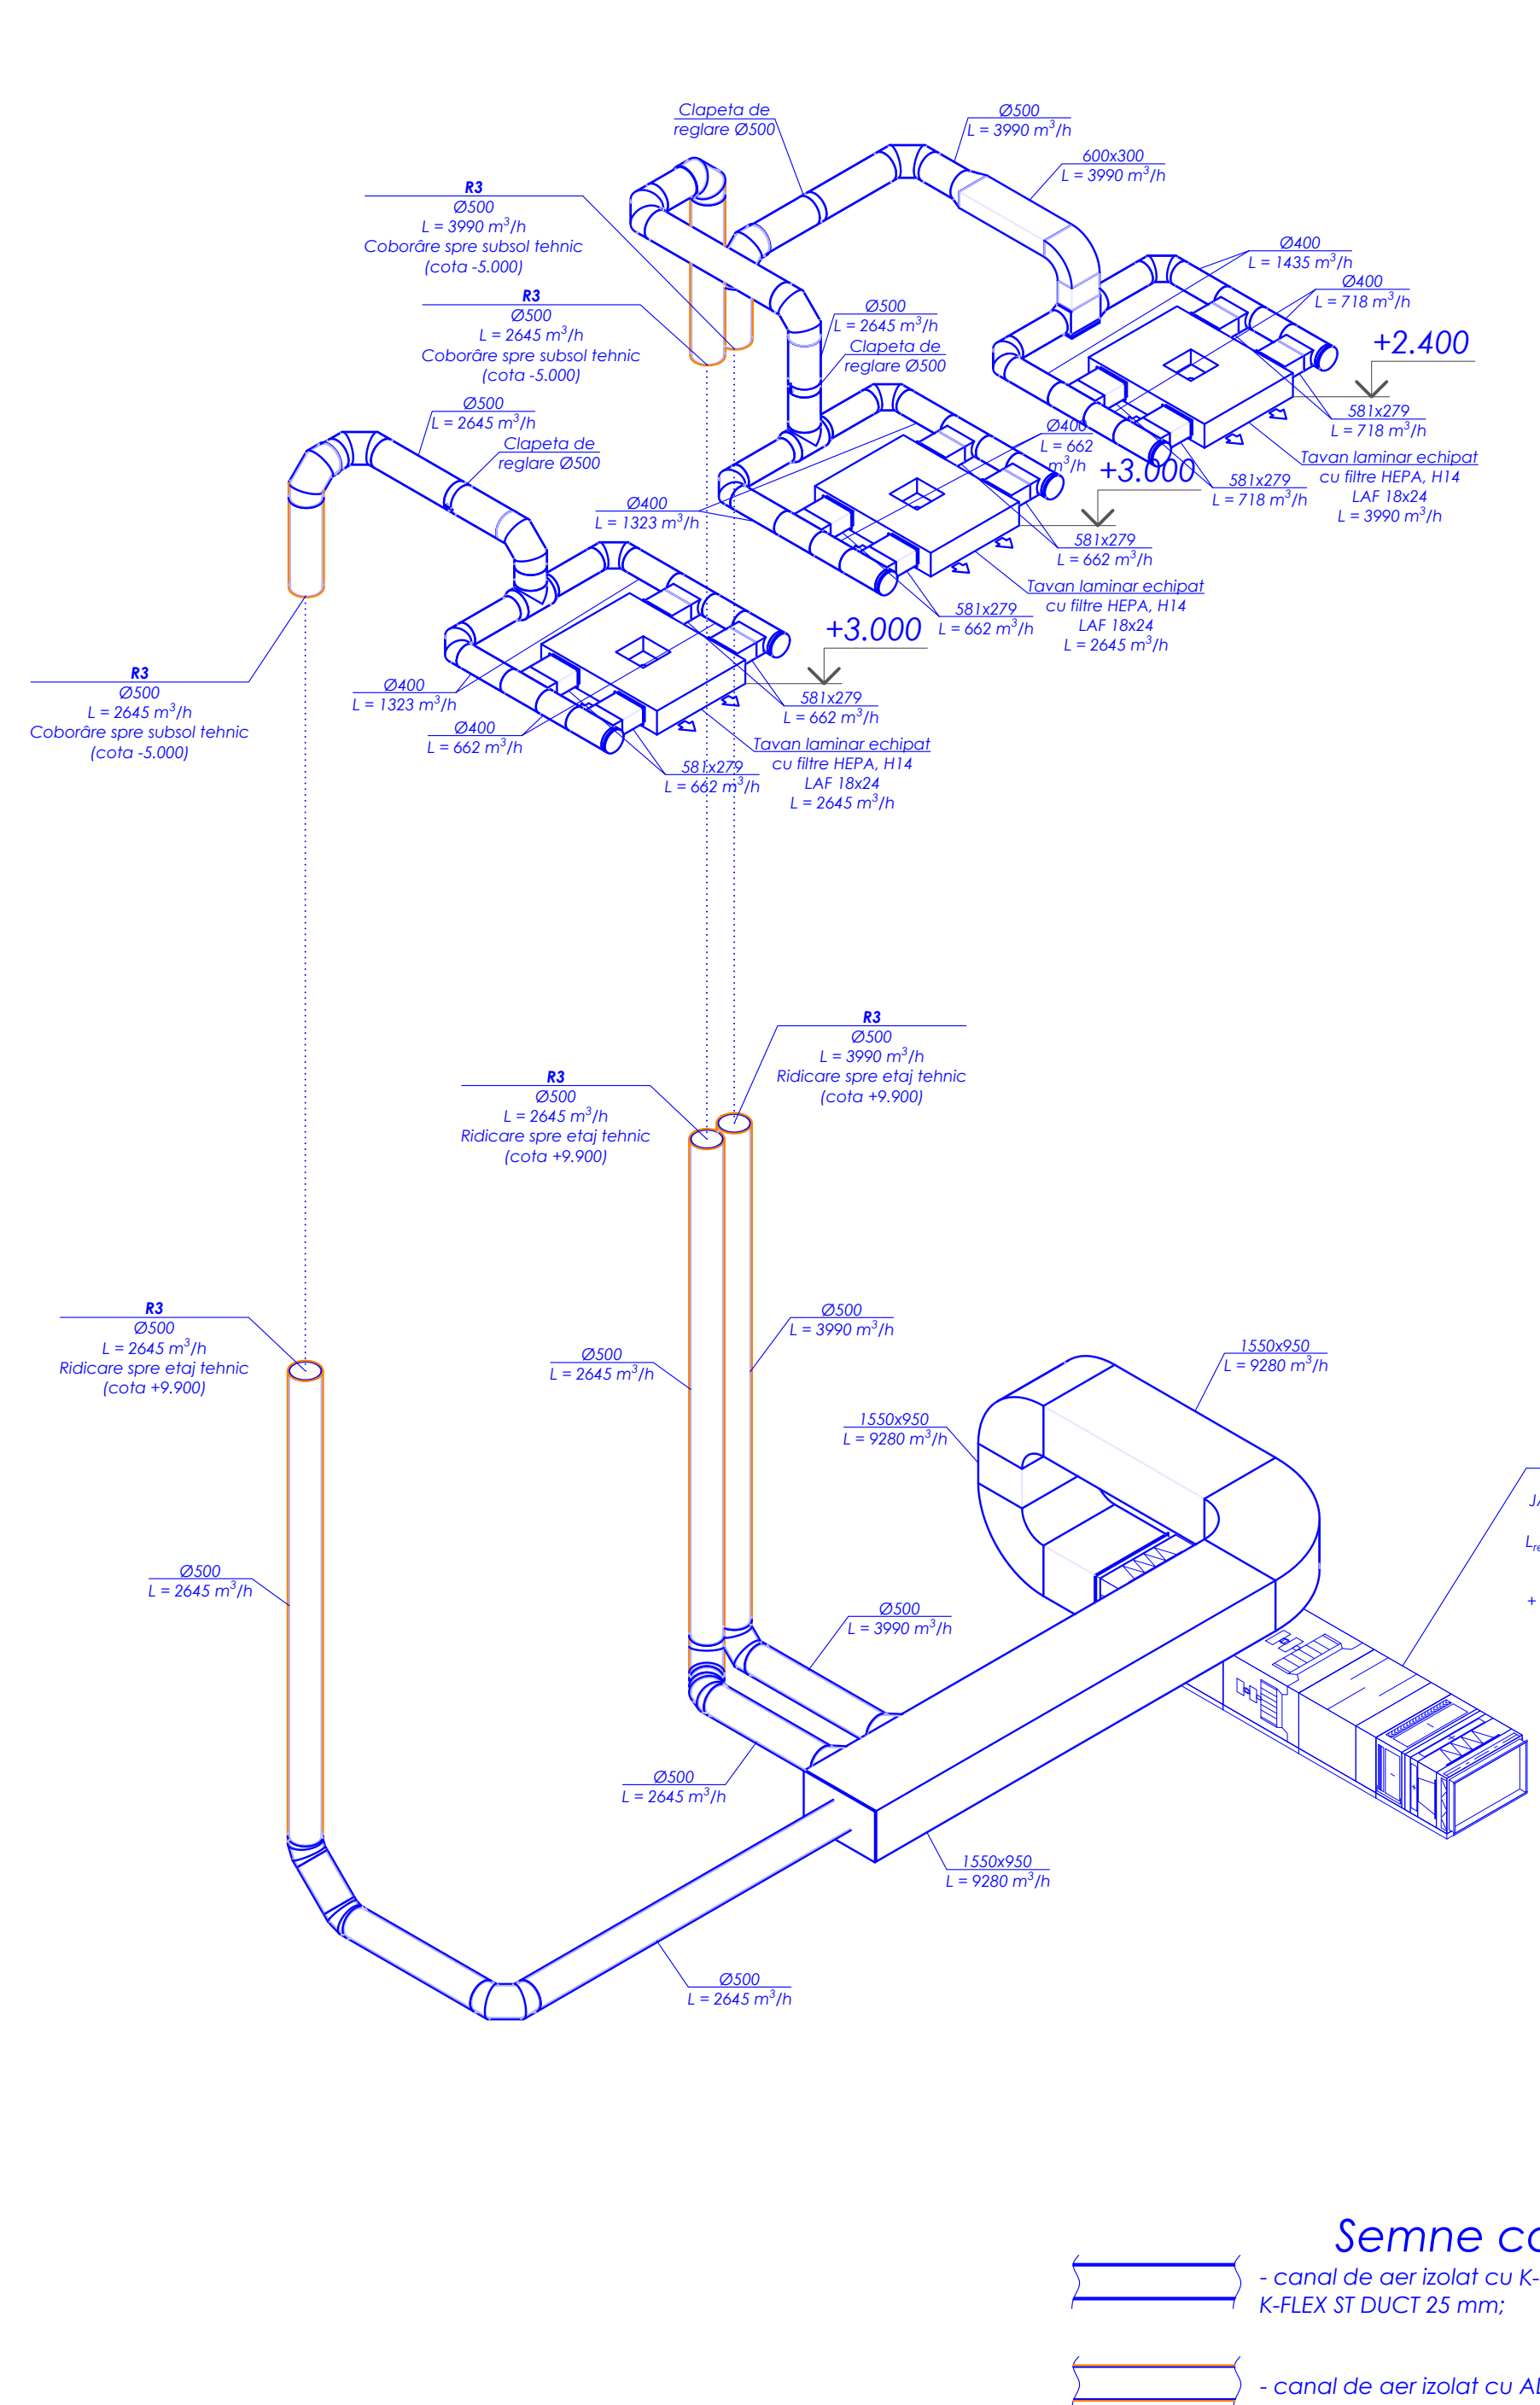 Clapeta de
reglare Ø500
Ø500
L = 3990 m³/h
600x300
L = 3990 m³/h
R3
Ø500
L = 3990 m³/h
Coborâre spre subsol tehnic
(cota -5.000)
Ø400
L = 1435 m³/h
Ø400
L = 718 m³/h
R3
Ø500
L = 2645 m³/h
Coborâre spre subsol tehnic
(cota -5.000)
Ø500
L = 2645 m³/h
Clapeta de
reglare Ø500
+2.400
Ø500
L = 2645 m³/h
Clapeta de
reglare Ø500
581x279
L = 718 m³/h
Ø400
L = 662
m³/h
+3.000
Tavan laminar echipat
cu filtre HEPA, H14
LAF 18x24
L = 3990 m³/h
581x279
L = 718 m³/h
Ø400
L = 1323 m³/h
581x279
L = 662 m³/h
Tavan laminar echipat
cu filtre HEPA, H14
LAF 18x24
L = 2645 m³/h
581x279
L = 662 m³/h
+3.000
R3
Ø500
L = 2645 m³/h
Coborâre spre subsol tehnic
(cota -5.000)
Ø400
L = 1323 m³/h
Ø400
L = 662 m³/h
581x279
L = 662 m³/h
Tavan laminar echipat
cu filtre HEPA, H14
LAF 18x24
L = 2645 m³/h
581x279
L = 662 m³/h
R3
Ø500
L = 3990 m³/h
Ridicare spre etaj tehnic
(cota +9.900)
R3
Ø500
L = 2645 m³/h
Ridicare spre etaj tehnic
(cota +9.900)
R3
Ø500
L = 2645 m³/h
Ridicare spre etaj tehnic
(cota +9.900)
Ø500
L = 3990 m³/h
Ø500
L = 2645 m³/h
1550x950
L = 9280 m³/h
1550x950
L = 9280 m³/h
Ø500
L = 2645 m³/h
Ø500
L = 3990 m³/h
+
Ø500
L = 2645 m³/h
1550x950
L = 9280 m³/h
Ø500
L = 2645 m³/h
Semne
- canal de aer izolat cu K-
K-FLEX ST DUCT 25 mm;
- canal de aer izolat cu